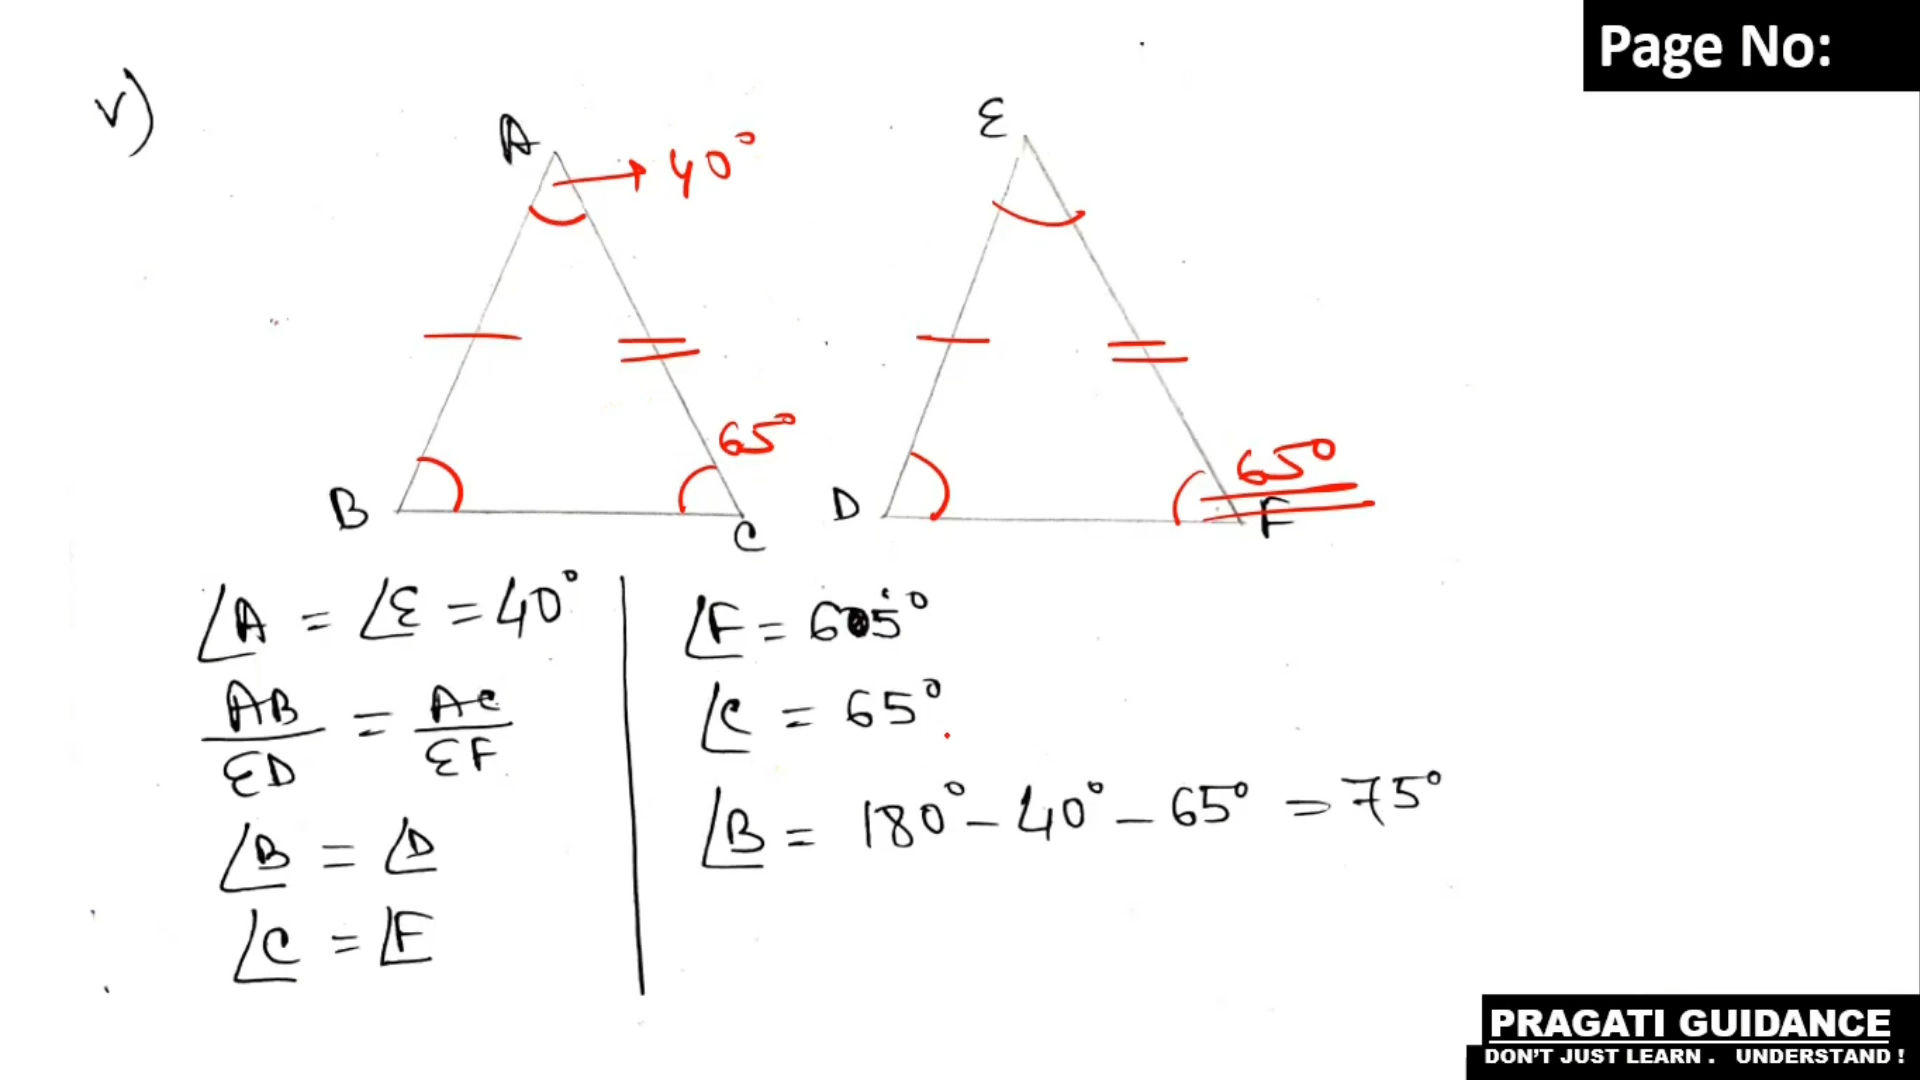 Page No:
v)
A
40°
E
65°
65°
B
C
D
F
∠A = ∠E = 40°
AB/ED = AC/EF
∠B = ∠D
∠C = ∠F
∠F = 65°
∠C = 65°
∠B = 180° - 40° - 65° = 75°
PRAGATI GUIDANCE
DON'T JUST LEARN . UNDERSTAND !